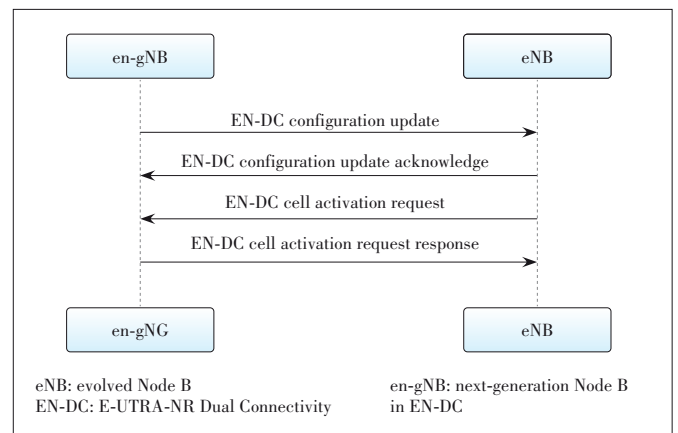 en-gNB
eNB
EN-DC configuration update
EN-DC configuration update acknowledge
EN-DC cell activation request
EN-DC cell activation request response
en-gNG
eNB
eNB: evolved Node B
EN-DC: E-UTRA-NR Dual Connectivity
en-gNB: next-generation Node B
in EN-DC